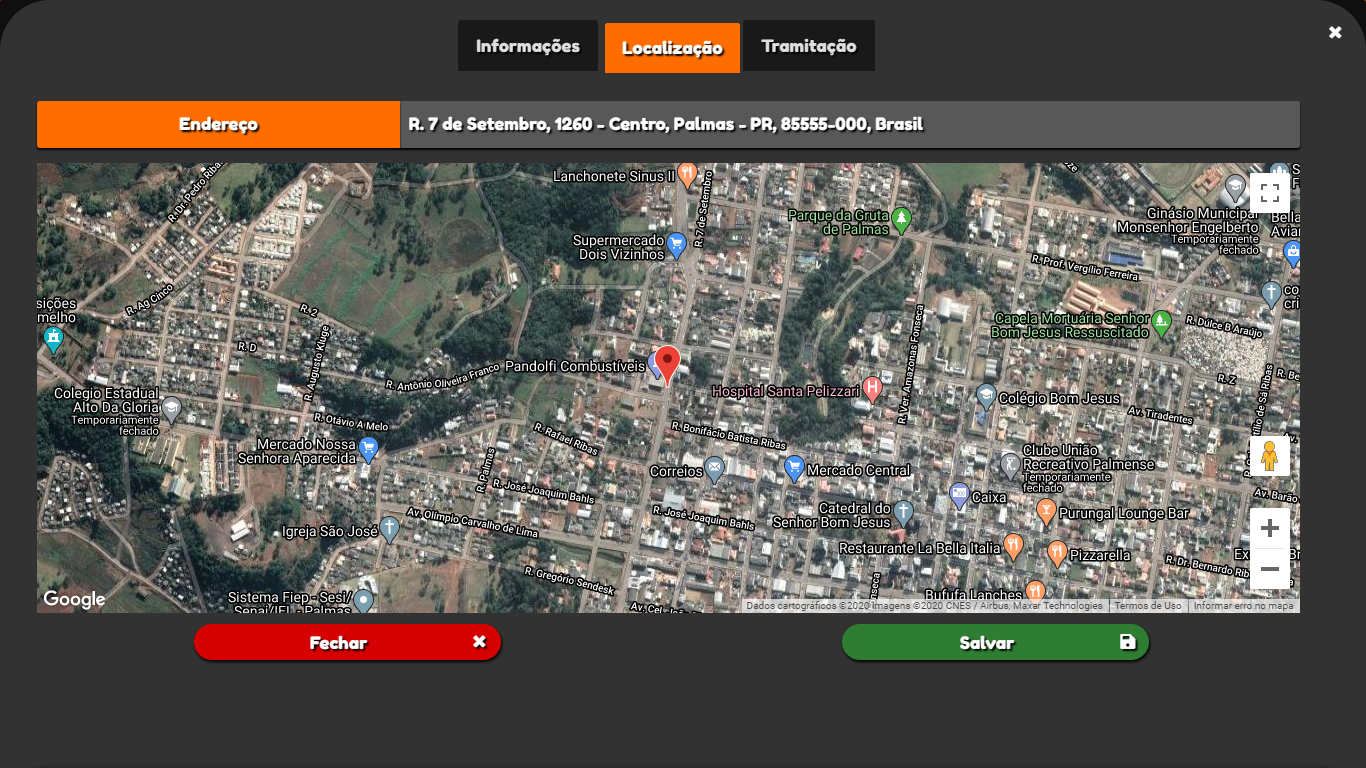 Informações
Localização
Tramitação
Endereço
R. 7 de Setembro, 1260 - Centro, Palmas - PR, 85555-000, Brasil
R. Dr. Pedro Ribas
Lanchonete Sinus II
R. 7 de Setembro
Supermercado
Dois Vizinhos
Parque da Gruta
de Palmas
Ginásio Municipal
Monsenhor Engelberto
Temporariamente
fechado
Bella
Aviam
R. Prof. Vergílio Ferreira
R. Ag Cinco
R. 2
sições
melho
co
cri
Capela Mortuária Senhor
Bom Jesus Ressuscitado
R. Dulce B Araújo
R. D
R. Augusto Kluge
R. Antônio Oliveira Franco
Pandolfi Combustíveis
R. Ver. Amazonas Fonseca
R. Z
R. Be
Colegio Estadual
Alto Da Gloria
Temporariamente
fechado
Hospital Santa Pelizzari
Colégio Bom Jesus
Av. Tiradentes
R. Otávio A Melo
R. Rafael Ribas
R. Bonifácio Batista Ribas
Mercado Nossa
Senhora Aparecida
R. Palmas
Correios
Mercado Central
Clube União
Recreativo Palmense
Temporariamente
fechado
Av. Barão
R. José Joaquim Bahls
Caixa
Av. Olímpio Carvalho de Lima
R. José Joaquim Bahls
Catedral do
Senhor Bom Jesus
Purungal Lounge Bar
Igreja São José
Restaurante La Bella Italia
Pizzarella
R. Dr. Bernardo Rib
Ex
Br
R. Gregório Sendesk
Sistema Fiep - Sesi/
Senai/IEL - Palmas
Bufufa Lanches
Google
Dados cartográficos ©2020 Imagens ©2020 CNES / Airbus, Maxar Technologies
Termos de Uso
Informar erro no mapa
Fechar
Salvar